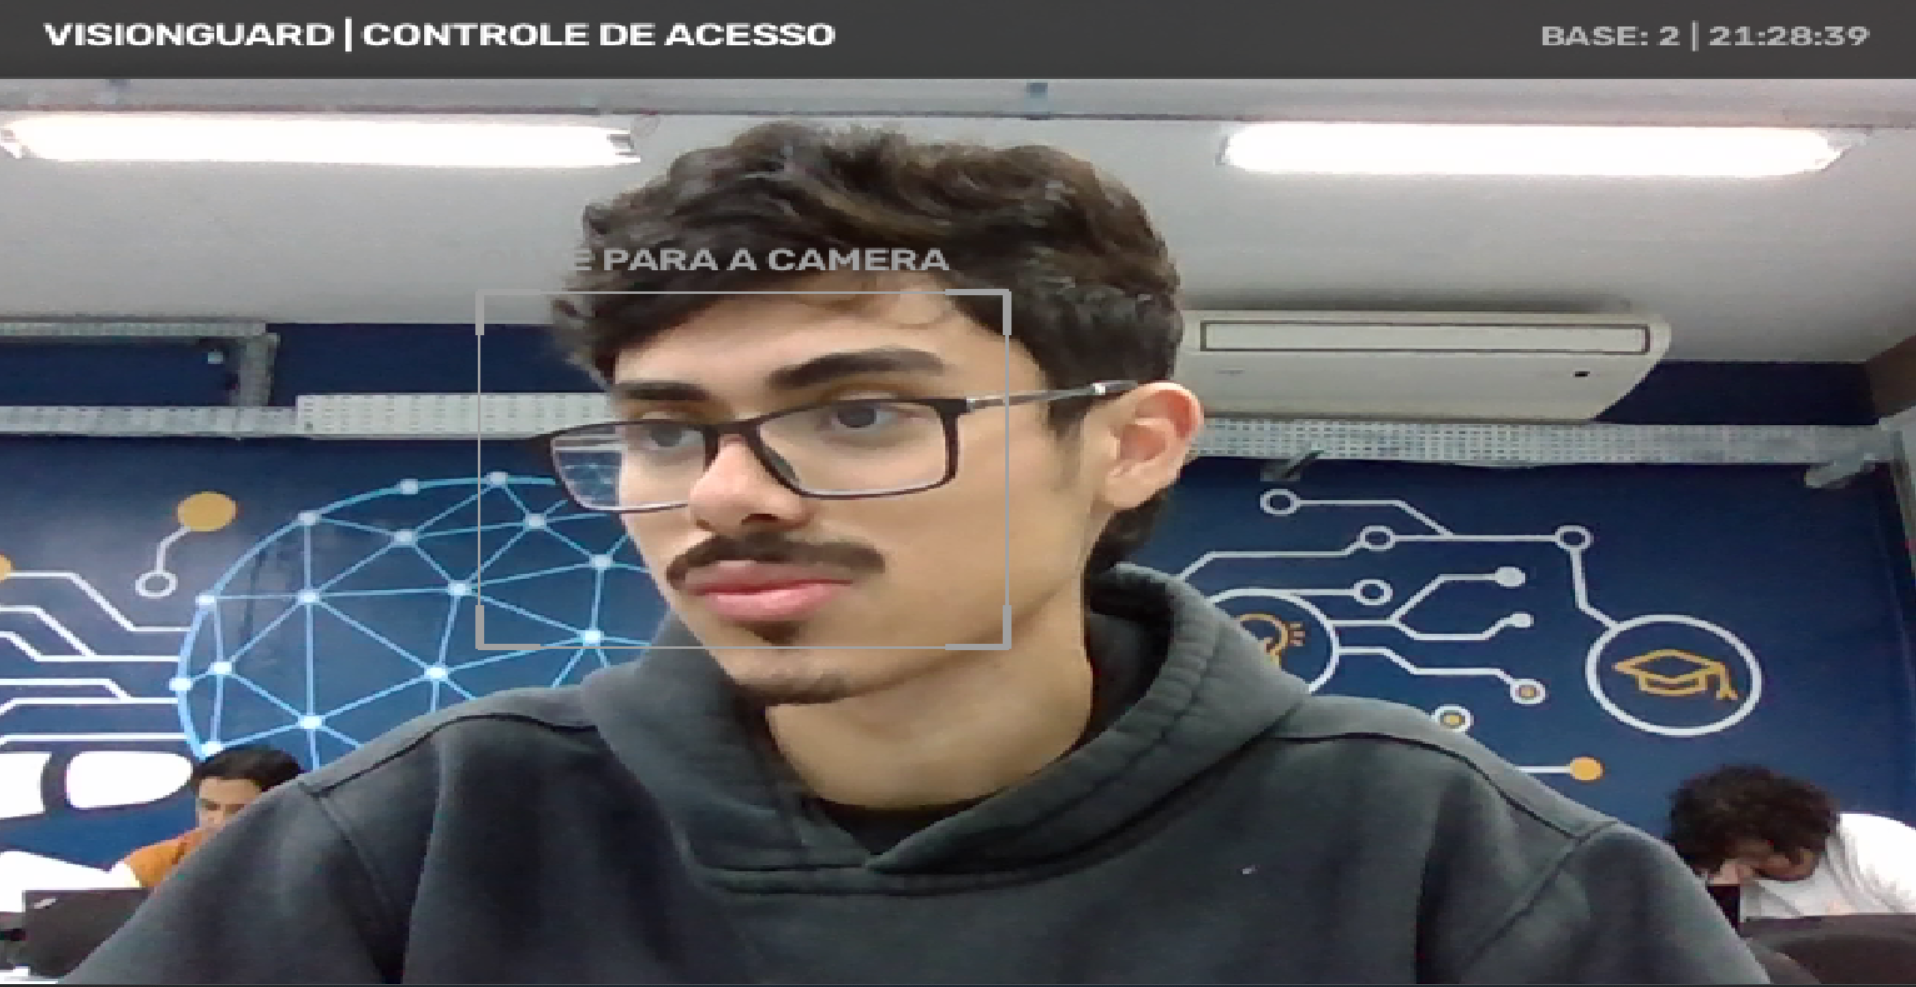 VISIONGUARD | CONTROLE DE ACESSO
BASE: 2 | 21:28:39
PARA A CAMERA